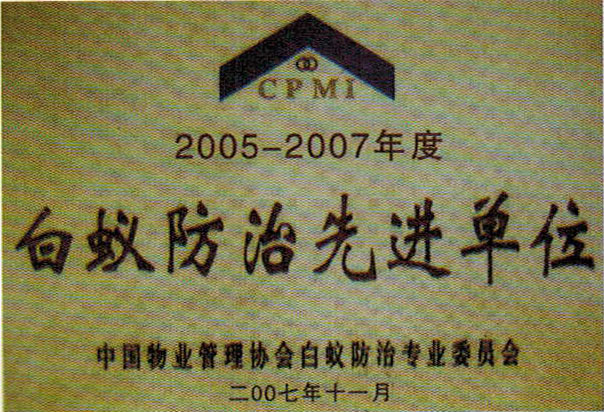 CPMI
2005-2007年度
白蚁防治先进单位
中国物业管理协会白蚁防治专业委员会
二00七年十一月